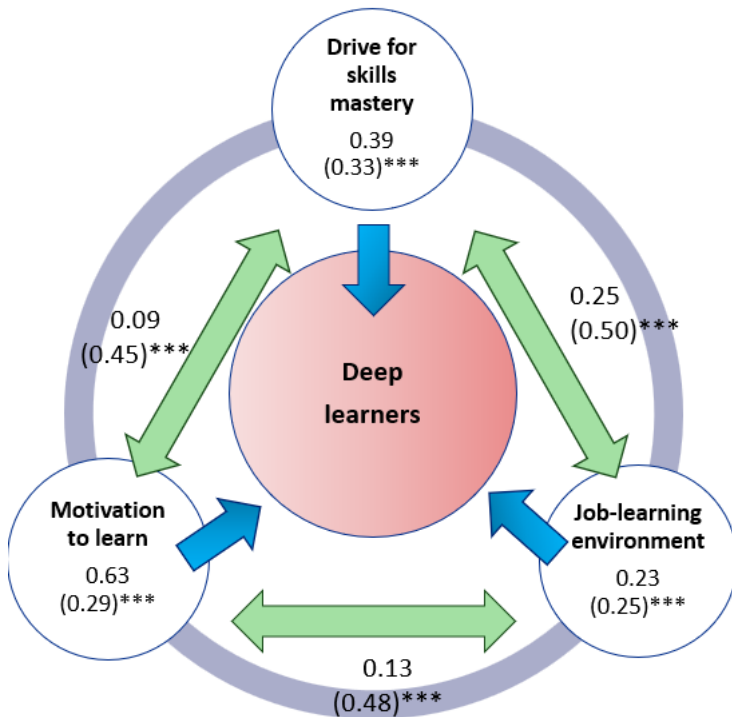 Drive for
skills
mastery
0.39
(0.33)***
0.09
(0.45)***
0.25
(0.50)***
Deep
learners
Motivation
to learn
0.63
(0.29)***
Job-learning
environment
0.23
(0.25)***
0.13
(0.48)***